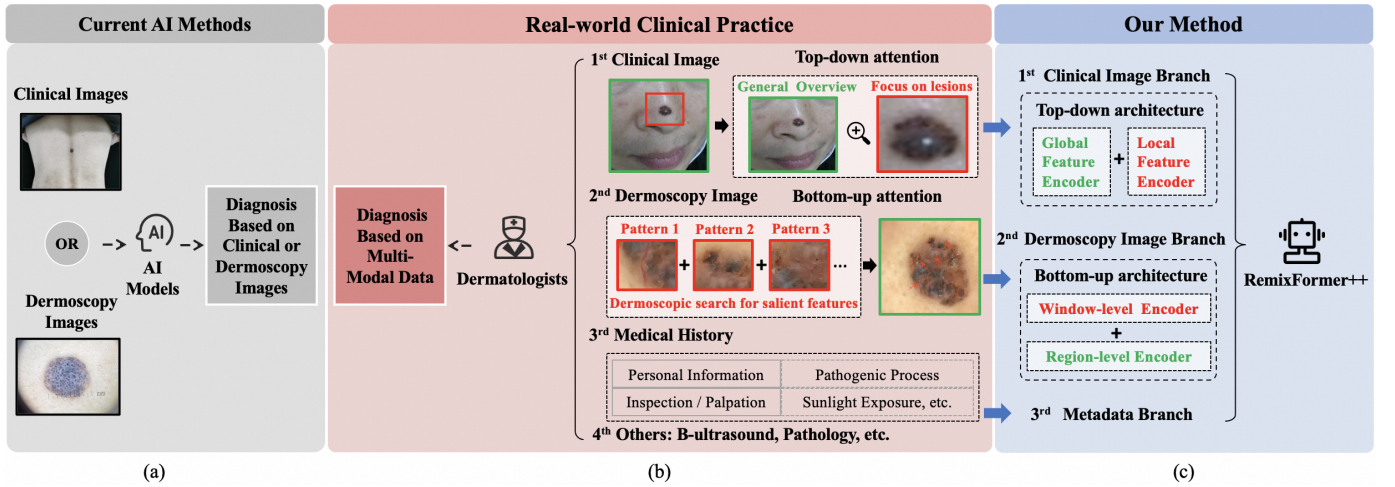 Current AI Methods
Clinical Images
OR
AI
AI
Models
Diagnosis
Based on
Clinical or
Dermoscopy
Images
Dermoscopy
Images
(a)
Real-world Clinical Practice
Diagnosis
Based on
Multi-
Modal Data
Dermatologists
1st Clinical Image
Top-down attention
General Overview
Focus on lesions
2nd Dermoscopy Image
Bottom-up attention
Pattern 1
Pattern 2
Pattern 3
+
+
...
Dermoscopic search for salient features
3rd Medical History
Personal Information
Pathogenic Process
Inspection / Palpation
Sunlight Exposure, etc.
4th Others: B-ultrasound, Pathology, etc.
(b)
Our Method
1st Clinical Image Branch
Top-down architecture
Global
Feature
Encoder
+
Local
Feature
Encoder
2nd Dermoscopy Image Branch
Bottom-up architecture
Window-level Encoder
+
Region-level Encoder
3rd Metadata Branch
RemixFormer++
(c)